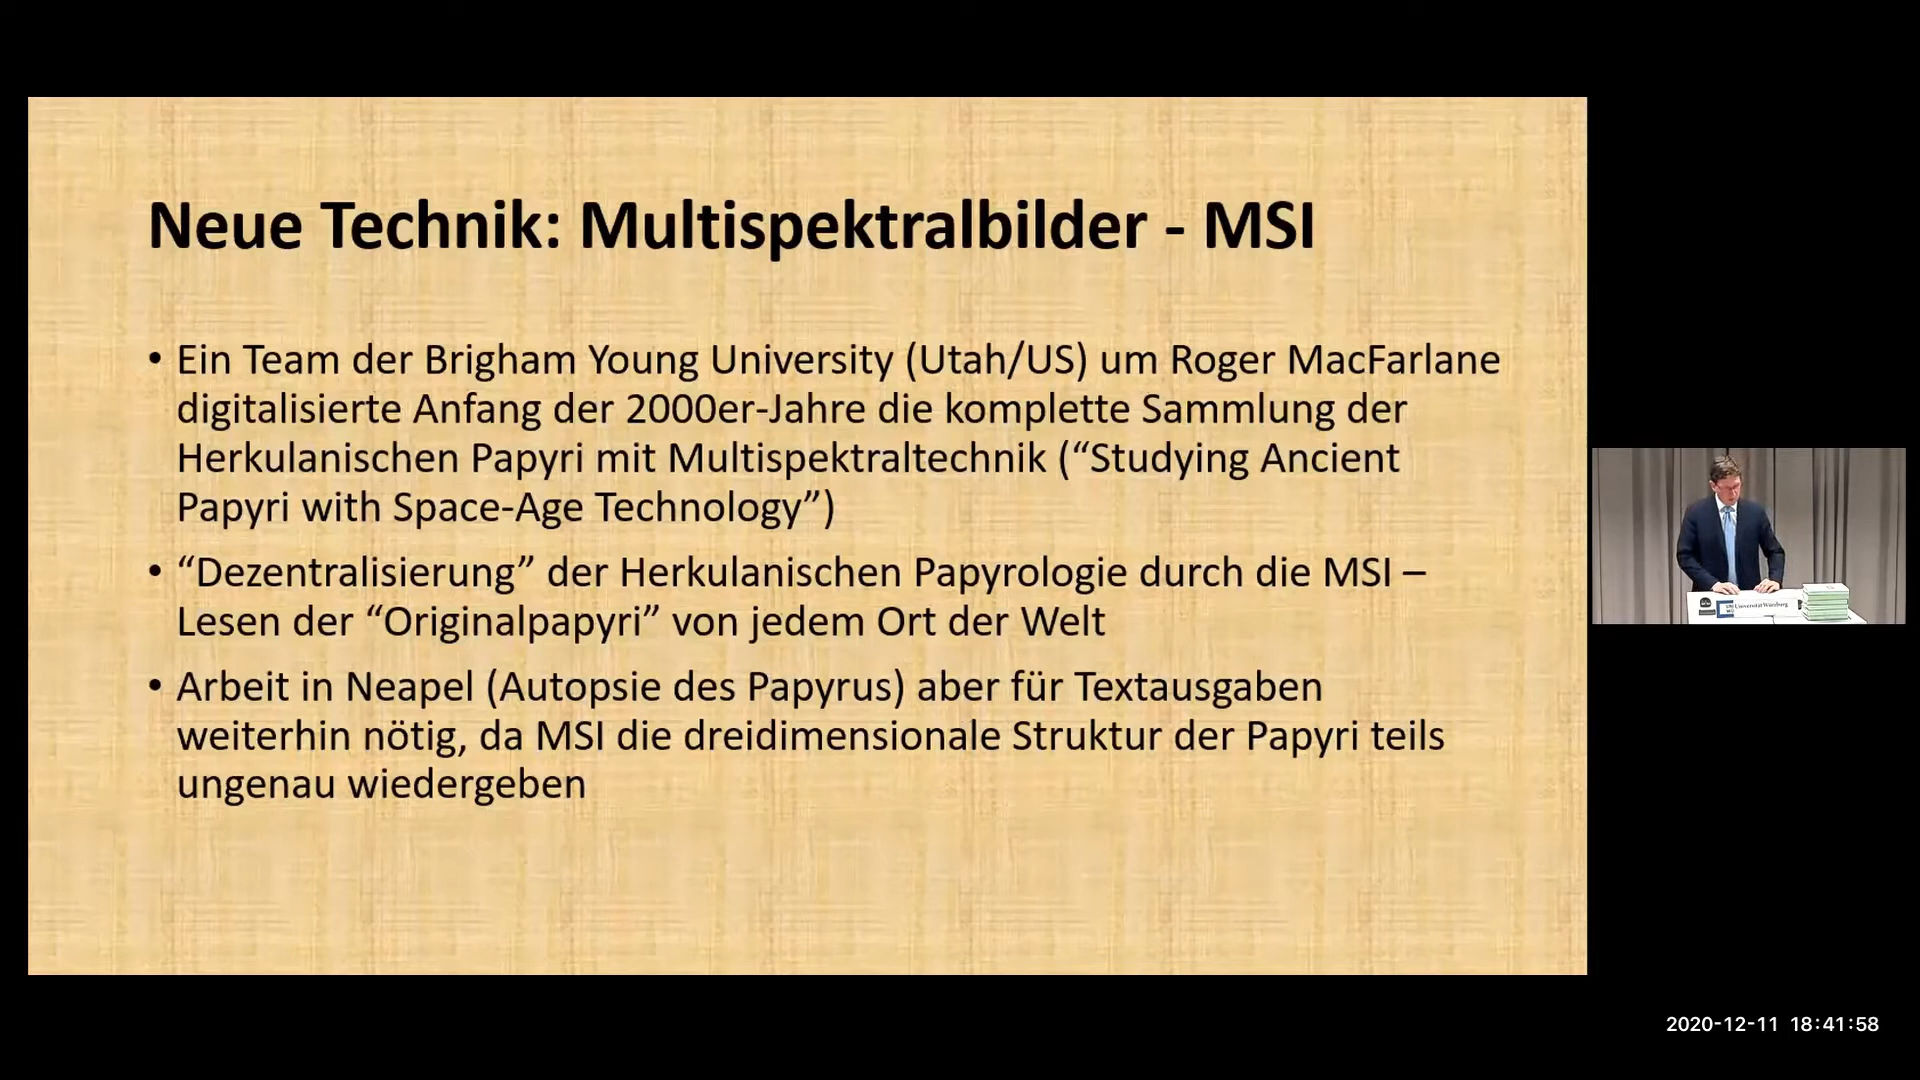 Neue Technik: Multispektralbilder - MSI
• Ein Team der Brigham Young University (Utah/US) um Roger MacFarlane
digitalisierte Anfang der 2000er-Jahre die komplette Sammlung der
Herkulanischen Papyri mit Multispektraltechnik (“Studying Ancient
Papyri with Space-Age Technology”)
• “Dezentralisierung” der Herkulanischen Papyrologie durch die MSI –
Lesen der “Originalpapyri” von jedem Ort der Welt
• Arbeit in Neapel (Autopsie des Papyrus) aber für Textausgaben
weiterhin nötig, da MSI die dreidimensionale Struktur der Papyri teils
ungenau wiedergeben
Universität Würzburg
2020-12-11 18:41:58